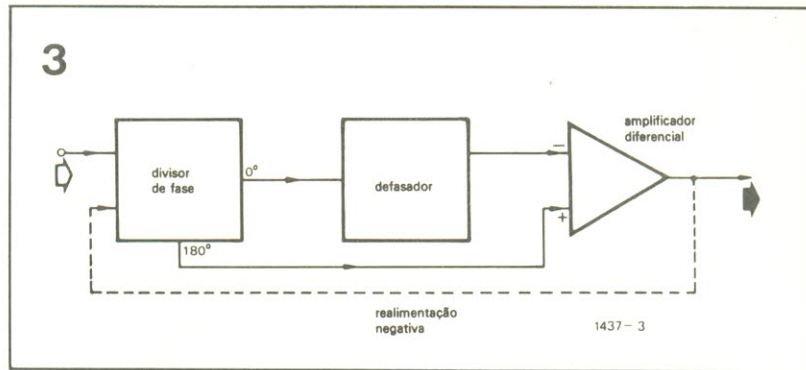 3
amplificador
diferencial
divisor
de fase
0°
defasador
−
+
180°
realimentação
negativa
1437 - 3